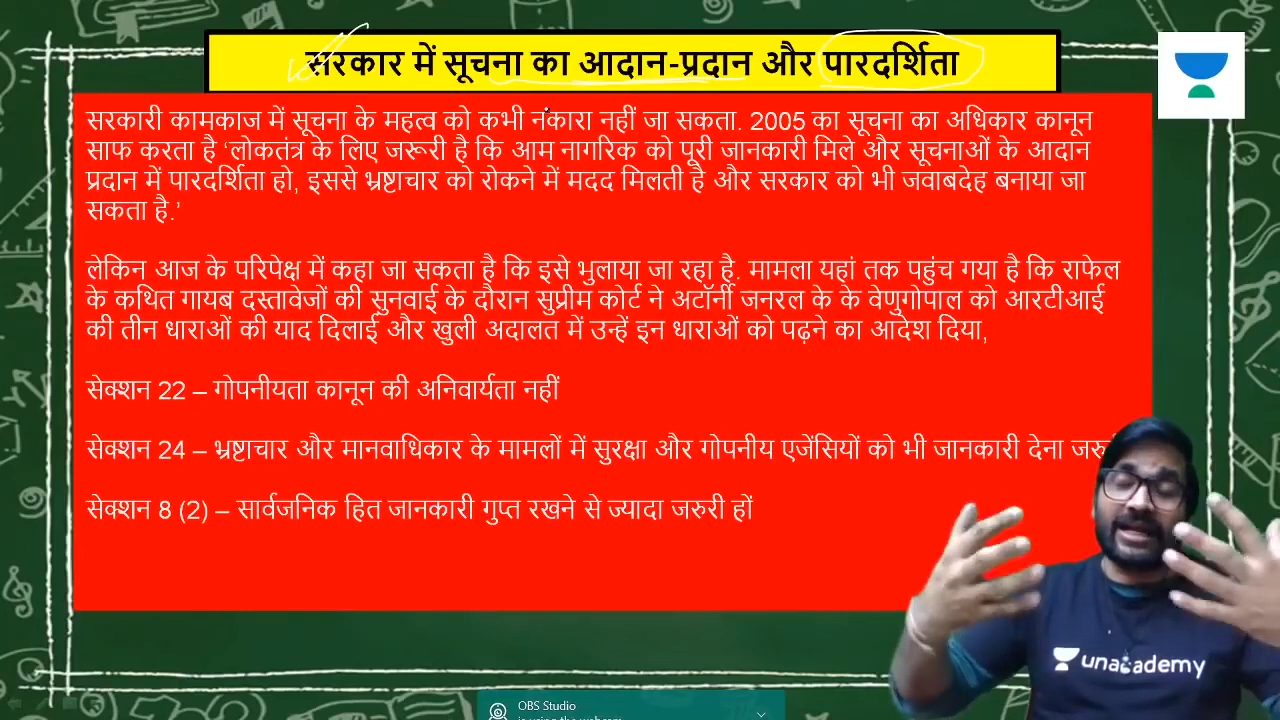 सरकार में सूचना का आदान-प्रदान और पारदर्शिता
सरकारी कामकाज में सूचना के महत्व को कभी नंकारा नहीं जा सकता. 2005 का सूचना का अधिकार कानून
साफ करता है ‘लोकतंत्र के लिए जरूरी है कि आम नागरिक को पूरी जानकारी मिले और सूचनाओं के आदान
प्रदान में पारदर्शिता हो, इससे भ्रष्टाचार को रोकने में मदद मिलती है और सरकार को भी जवाबदेह बनाया जा
सकता है.’
लेकिन आज के परिपेक्ष में कहा जा सकता है कि इसे भुलाया जा रहा है. मामला यहां तक पहुंच गया है कि राफेल
के कथित गायब दस्तावेजों की सुनवाई के दौरान सुप्रीम कोर्ट ने अटॉर्नी जनरल के के वेणुगोपाल को आरटीआई
की तीन धाराओं की याद दिलाई और खुली अदालत में उन्हें इन धाराओं को पढ़ने का आदेश दिया,
सेक्शन 22 – गोपनीयता कानून की अनिवार्यता नहीं
सेक्शन 24 – भ्रष्टाचार और मानवाधिकार के मामलों में सुरक्षा और गोपनीय एजेंसियों को भी जानकारी देना
सेक्शन 8 (2) – सार्वजनिक हित जानकारी गुप्त रखने से ज्यादा जरुरी हों
unacademy
OBS Studio
is using the webcam